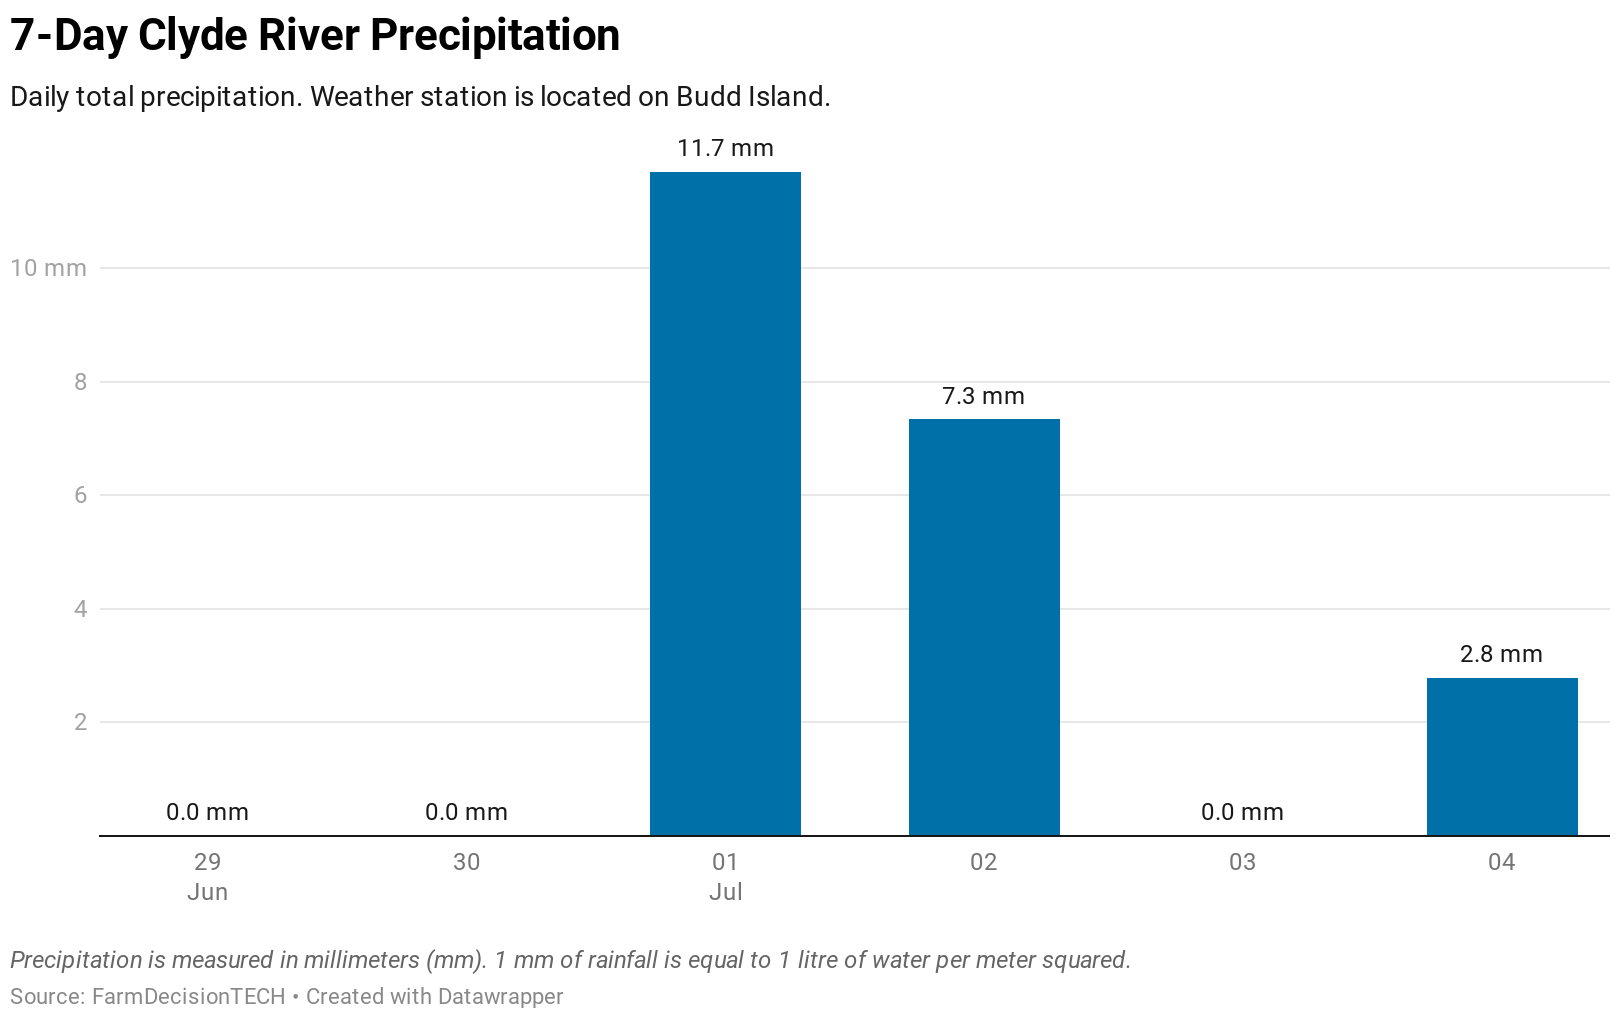 7-Day Clyde River Precipitation
Daily total precipitation. Weather station is located on Budd Island.
11.7 mm
10 mm
8
7.3 mm
6
4
2.8 mm
2
0.0 mm 0.0 mm 0.0 mm
29 30 01 02 03 04
Jun Jul
Precipitation is measured in millimeters (mm). 1 mm of rainfall is equal to 1 litre of water per meter squared.
Source: FarmDecisionTECH • Created with Datawrapper